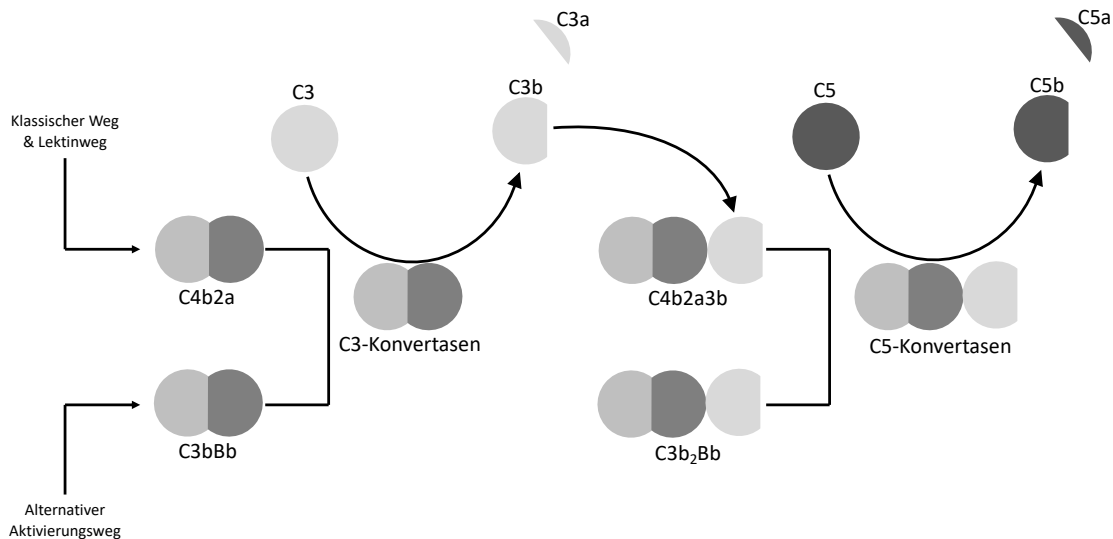 C3a
C5a
C3
C3b
C5
C5b
Klassischer Weg
& Lektinweg
C4b2a
C4b2a3b
C3-Konvertasen
C5-Konvertasen
C3bBb
C3b₂Bb
Alternativer
Aktivierungsweg